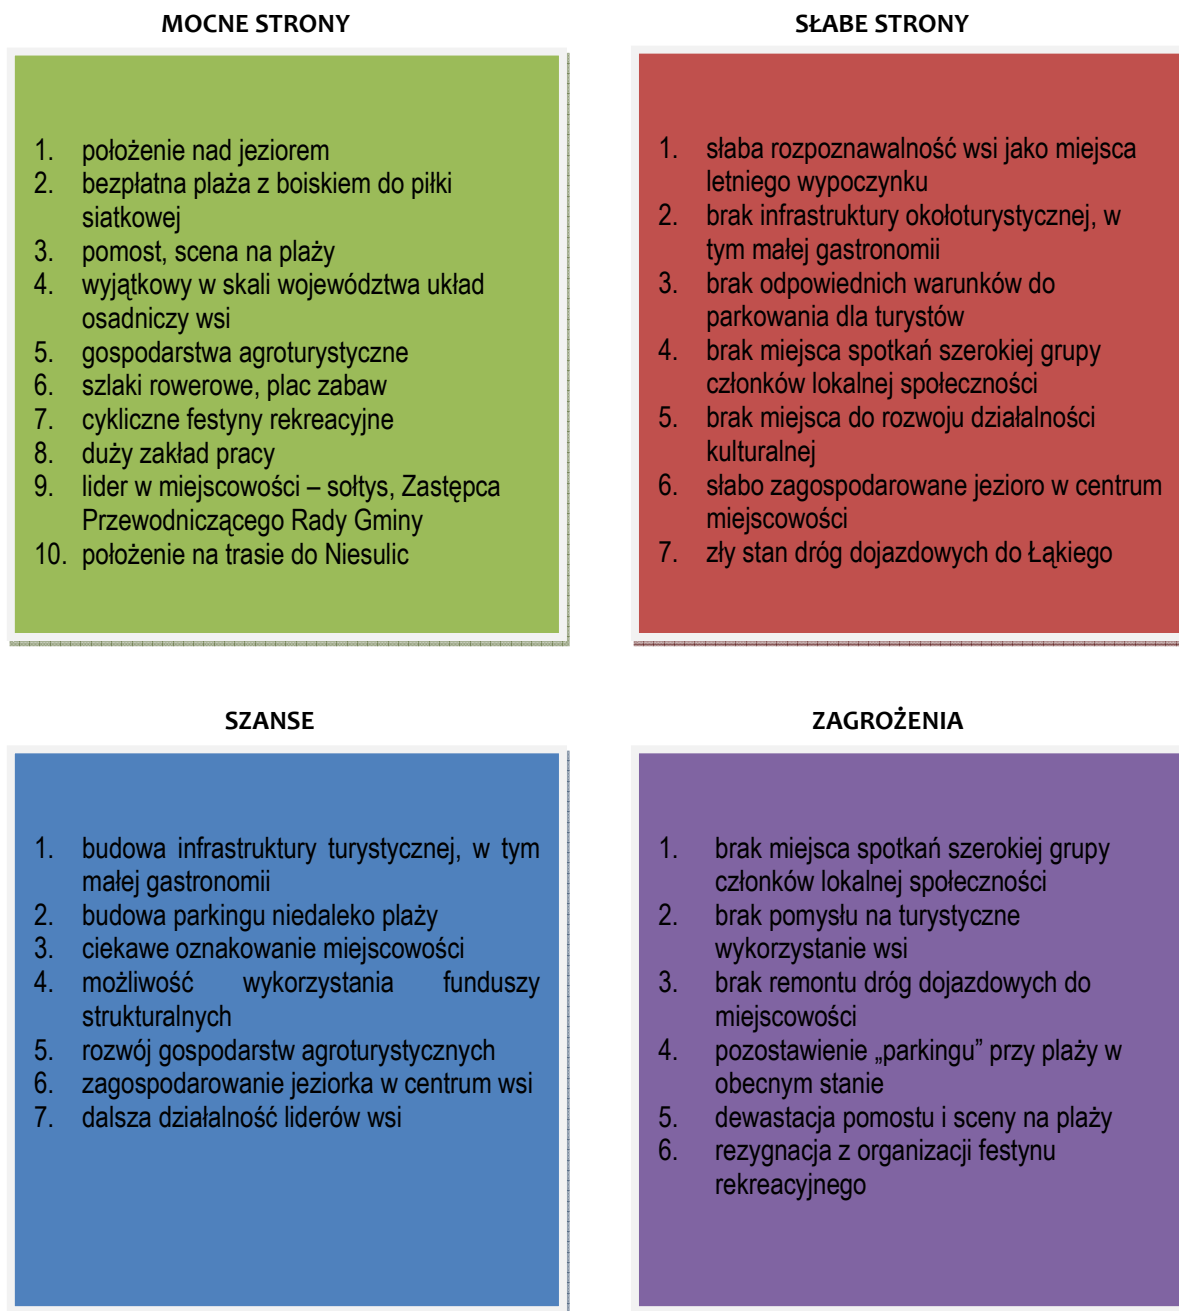 MOCNE STRONY
1. położenie nad jeziorem
2. bezpłatna plaża z boiskiem do piłki
siatkowej
3. pomost, scena na plaży
4. wyjątkowy w skali województwa układ
osadniczy wsi
5. gospodarstwa agroturystyczne
6. szlaki rowerowe, plac zabaw
7. cykliczne festyny rekreacyjne
8. duży zakład pracy
9. lider w miejscowości – sołtys, Zastępca
Przewodniczącego Rady Gminy
10. położenie na trasie do Niesulic
SŁABE STRONY
1. słaba rozpoznawalność wsi jako miejsca
letniego wypoczynku
2. brak infrastruktury okołoturystycznej, w
tym małej gastronomii
3. brak odpowiednich warunków do
parkowania dla turystów
4. brak miejsca spotkań szerokiej grupy
członków lokalnej społeczności
5. brak miejsca do rozwoju działalności
kulturalnej
6. słabo zagospodarowane jezioro w centrum
miejscowości
7. zły stan dróg dojazdowych do Łąkiego
SZANSE
1. budowa infrastruktury turystycznej, w tym
małej gastronomii
2. budowa parkingu niedaleko plaży
3. ciekawe oznakowanie miejscowości
4. możliwość wykorzystania funduszy
strukturalnych
5. rozwój gospodarstw agroturystycznych
6. zagospodarowanie jeziorka w centrum wsi
7. dalsza działalność liderów wsi
ZAGROŻENIA
1. brak miejsca spotkań szerokiej grupy
członków lokalnej społeczności
2. brak pomysłu na turystyczne
wykorzystanie wsi
3. brak remontu dróg dojazdowych do
miejscowości
4. pozostawienie „parkingu” przy plaży w
obecnym stanie
5. dewastacja pomostu i sceny na plaży
6. rezygnacja z organizacji festynu
rekreacyjnego